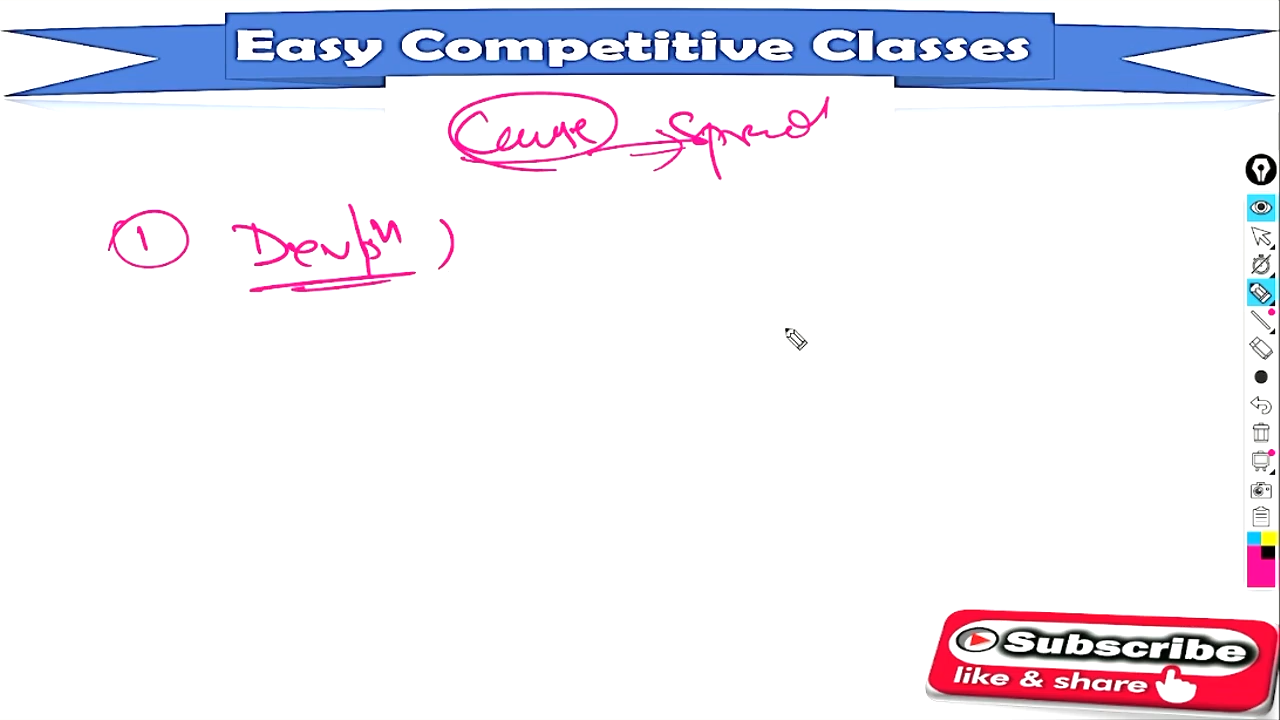 Easy Competitive Classes
Cause → Spread
①
Subscribe
like & share